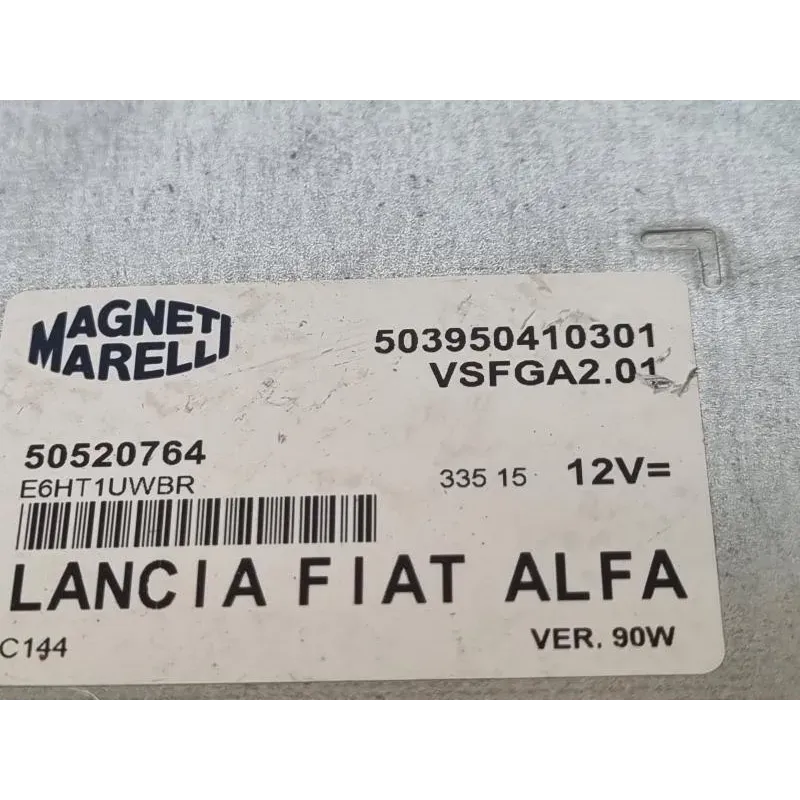 MAGNETI
MARELLI
503950410301
VSFGA2.01
50520764
E6HT1UWBR
335 15 12V=
LANCIA FIAT ALFA
C144
VER. 90W